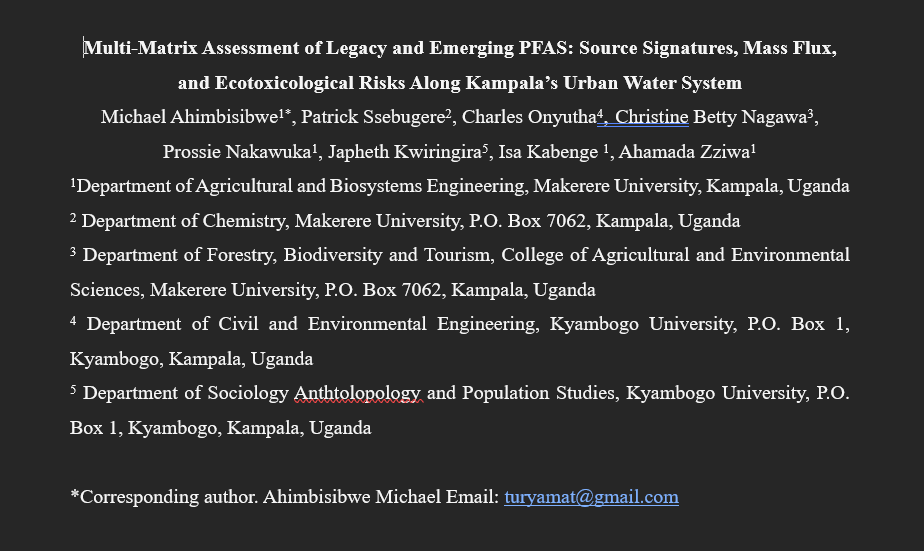 Multi-Matrix Assessment of Legacy and Emerging PFAS: Source Signatures, Mass Flux,
and Ecotoxicological Risks Along Kampala’s Urban Water System
Michael Ahimbisibwe¹*, Patrick Ssebugere², Charles Onyutha⁴, Christine Betty Nagawa³,
Prossie Nakawuka¹, Japheth Kwiringira⁵, Isa Kabenge ¹, Ahamada Zziwa¹
¹Department of Agricultural and Biosystems Engineering, Makerere University, Kampala, Uganda
² Department of Chemistry, Makerere University, P.O. Box 7062, Kampala, Uganda
³ Department of Forestry, Biodiversity and Tourism, College of Agricultural and Environmental
Sciences, Makerere University, P.O. Box 7062, Kampala, Uganda
⁴ Department of Civil and Environmental Engineering, Kyambogo University, P.O. Box 1,
Kyambogo, Kampala, Uganda
⁵ Department of Sociology Anthtolopology and Population Studies, Kyambogo University, P.O.
Box 1, Kyambogo, Kampala, Uganda
*Corresponding author. Ahimbisibwe Michael Email: turyamat@gmail.com